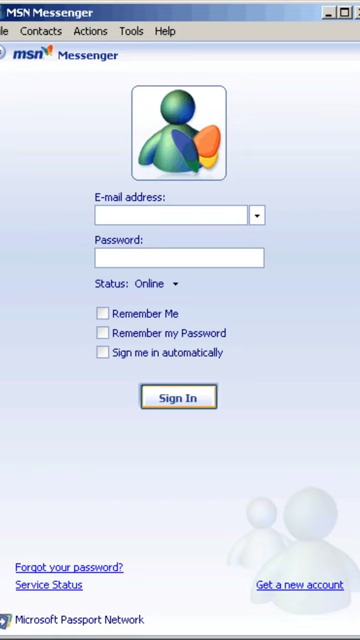 MSN Messenger
le Contacts Actions Tools Help
msn Messenger
E-mail address:
Password:
Status: Online
Remember Me
Remember my Password
Sign me in automatically
Sign In
Forgot your password?
Service Status Get a new account
Microsoft Passport Network